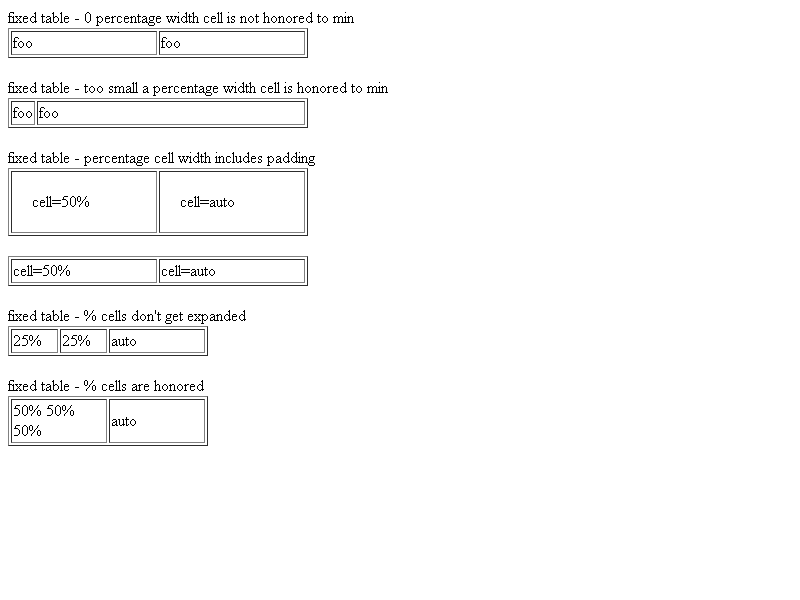 fixed table - 0 percentage width cell is not honored to min
foo foo
fixed table - too small a percentage width cell is honored to min
foo foo
fixed table - percentage cell width includes padding
cell=50% cell=auto
cell=50% cell=auto
fixed table - % cells don't get expanded
25% 25% auto
fixed table - % cells are honored
50% 50%
50%
auto